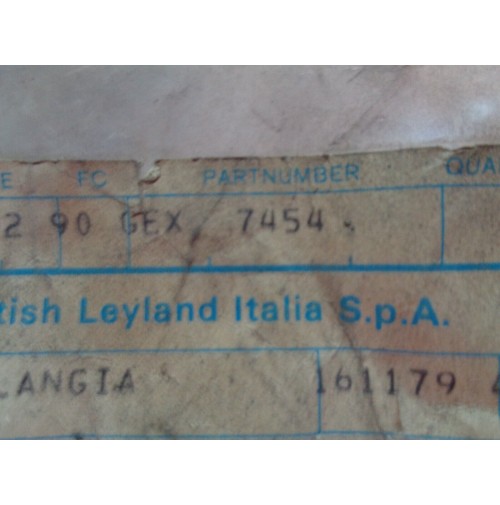 E FC PARTNUMBER QUA
2 90 GEX 7454 .
tish Leyland Italia S.p.A.
LANGIA 161179